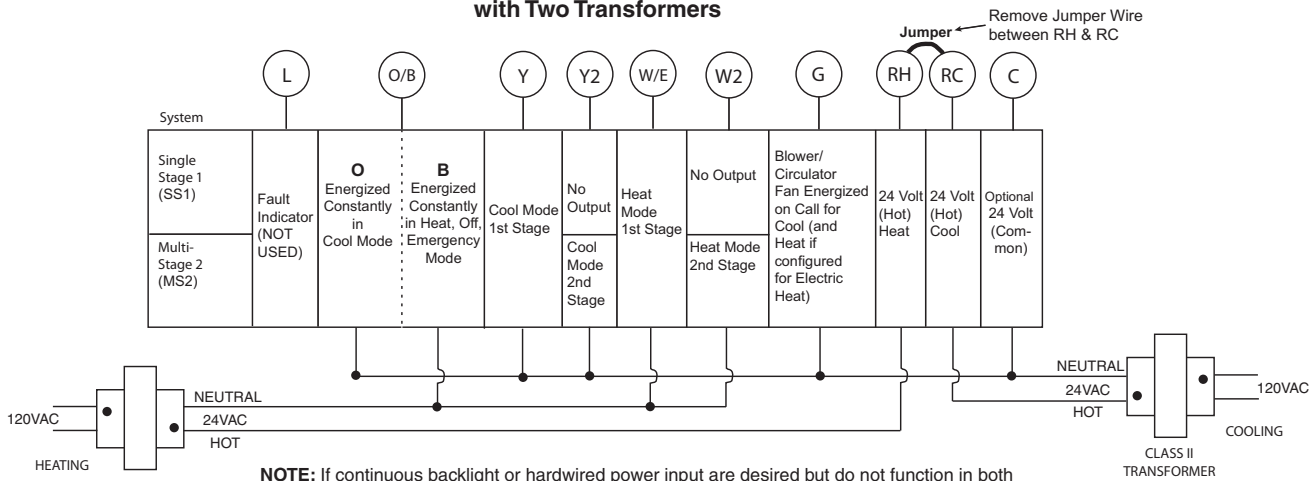 with Two Transformers
Remove Jumper Wire
between RH & RC
Jumper
L
O/B
Y
Y2
W/E
W2
G
RH
RC
C
System
Single
Stage 1
(SS1)
Multi-
Stage 2
(MS2)
Fault
Indicator
(NOT
USED)
O
Energized
Constantly
in
Cool Mode
B
Energized
Constantly
in Heat, Off,
Emergency
Mode
Cool Mode
1st Stage
No
Output
Cool
Mode
2nd
Stage
Heat
Mode
1st Stage
No Output
Heat Mode
2nd Stage
Blower/
Circulator
Fan Energized
on Call for
Cool (and
Heat if
configured
for Electric
Heat)
24 Volt
(Hot)
Heat
24 Volt
(Hot)
Cool
Optional
24 Volt
(Com-
mon)
120VAC
NEUTRAL
24VAC
HOT
HEATING
NEUTRAL
24VAC
HOT
120VAC
COOLING
CLASS II
TRANSFORMER
NOTE: If continuous backlight or hardwired power input are desired but do not function in both